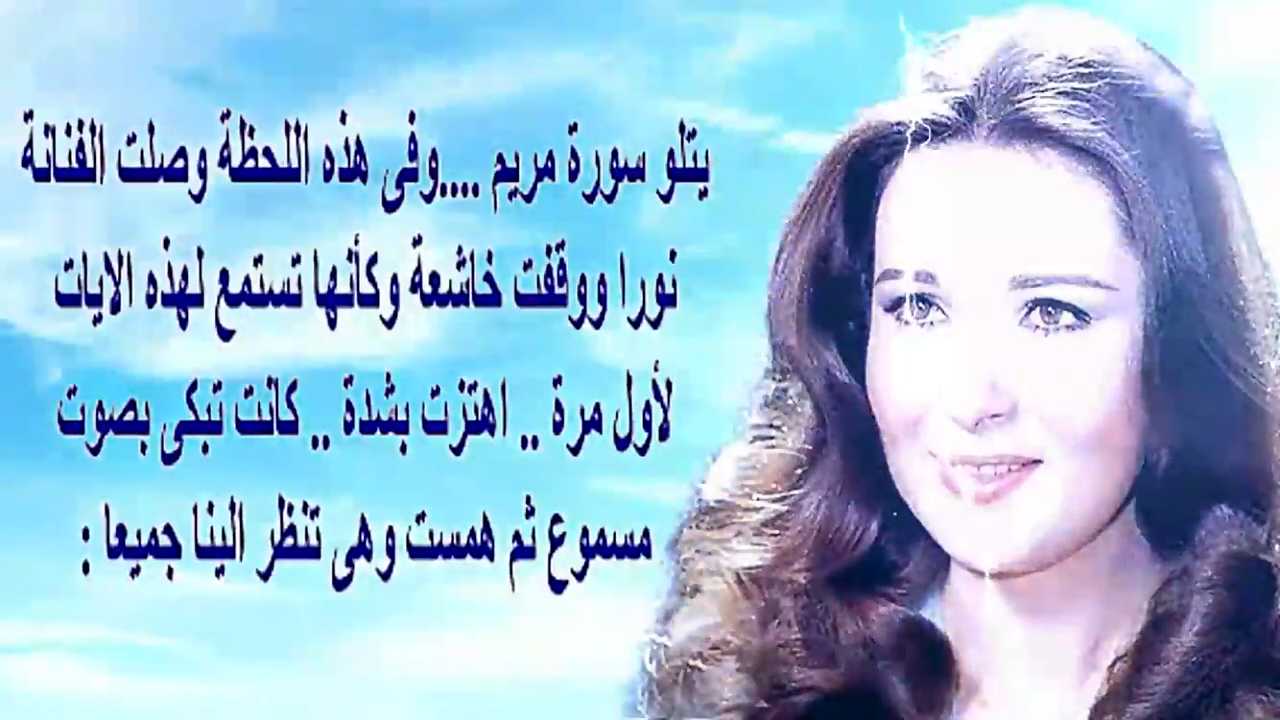 يتلو سورة مريم ....وفى هذه اللحظة وصلت الفنانة
نورا ووقفت خاشعة وكأنها تستمع لهذه الايات
لأول مرة .. اهتزت بشدة .. كانت تبكى بصوت
مسموع ثم همست وهى تنظر الينا جميعا :